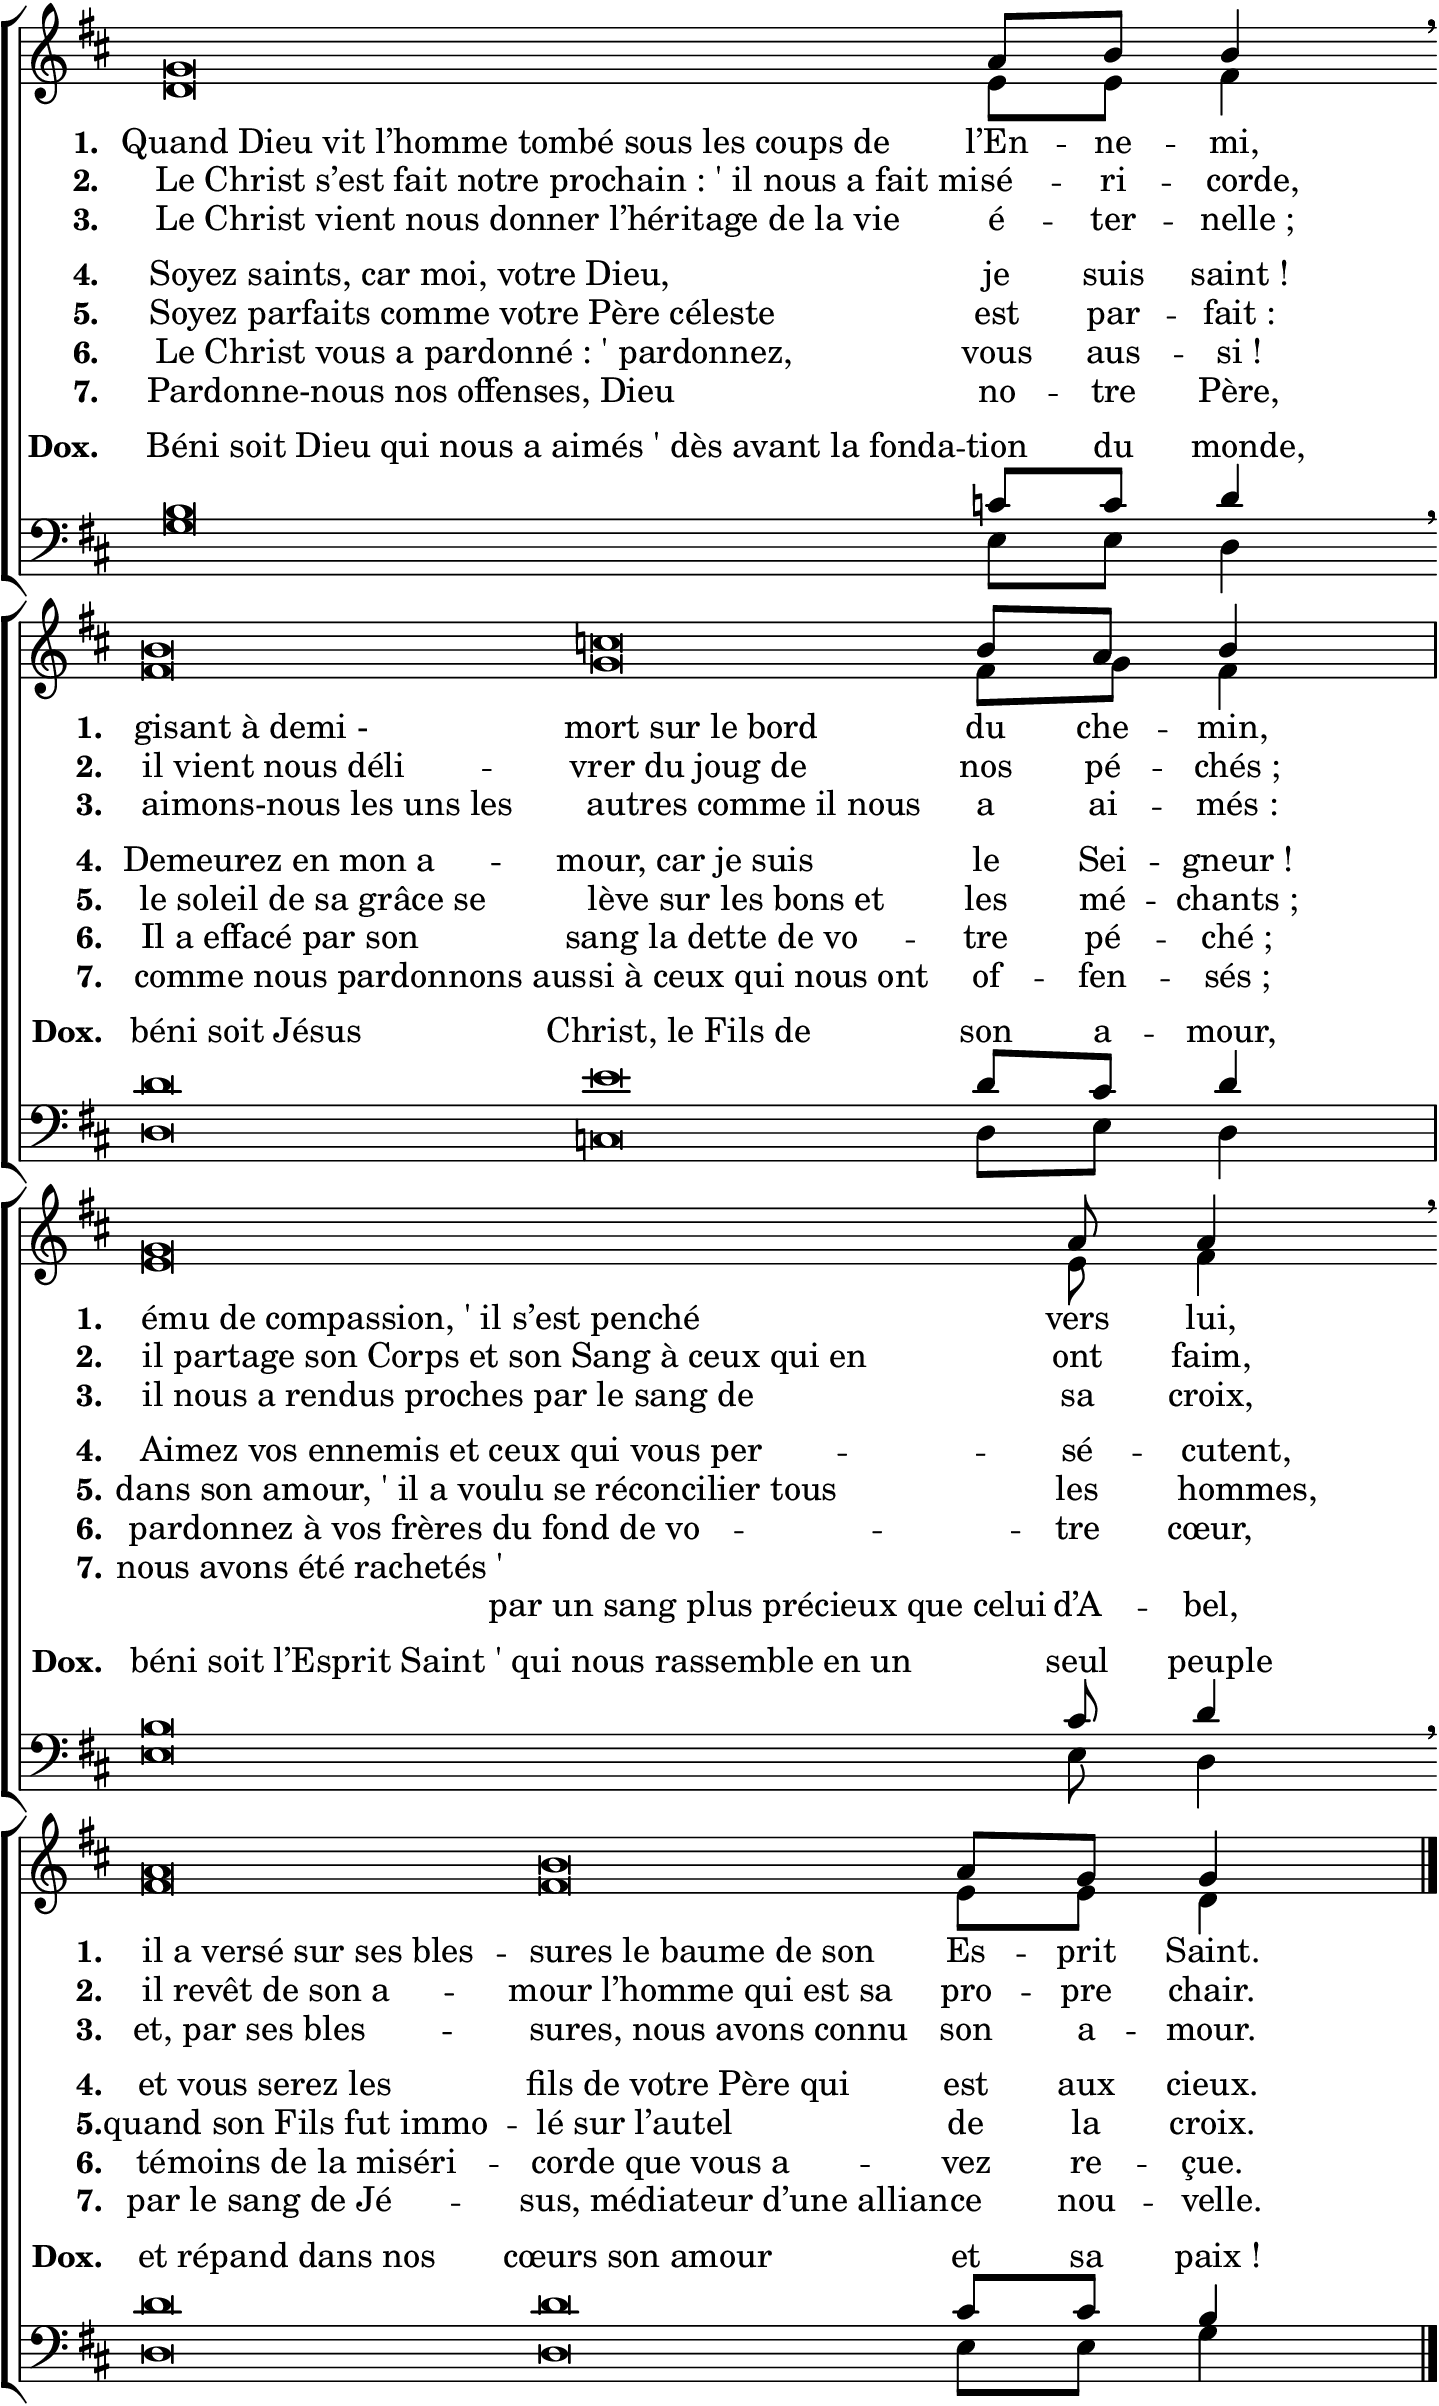 1. Quand Dieu vit l’homme tombé sous les coups de l’En -- ne -- mi,
2. Le Christ s’est fait notre prochain : ' il nous a fait misé -- ri -- corde,
3. Le Christ vient nous donner l’héritage de la vie é -- ter -- nelle ;
4. Soyez saints, car moi, votre Dieu, je suis saint !
5. Soyez parfaits comme votre Père céleste est par -- fait :
6. Le Christ vous a pardonné : ' pardonnez, vous aus -- si !
7. Pardonne-nous nos offenses, Dieu no -- tre Père,
Dox. Béni soit Dieu qui nous a aimés ' dès avant la fonda -- tion du monde,
1. gisant à demi - mort sur le bord du che -- min,
2. il vient nous déli -- vrer du joug de nos pé -- chés ;
3. aimons-nous les uns les autres comme il nous a ai -- més :
4. Demeurez en mon a -- mour, car je suis le Sei -- gneur !
5. le soleil de sa grâce se lève sur les bons et les mé -- chants ;
6. Il a effacé par son sang la dette de vo -- tre pé -- ché ;
7. comme nous pardonnons aussi à ceux qui nous ont of -- fen -- sés ;
Dox. béni soit Jésus Christ, le Fils de son a -- mour,
1. ému de compassion, ' il s’est penché vers lui,
2. il partage son Corps et son Sang à ceux qui en ont faim,
3. il nous a rendus proches par le sang de sa croix,
4. Aimez vos ennemis et ceux qui vous per -- sé -- cutent,
5. dans son amour, ' il a voulu se réconcilier tous les hommes,
6. pardonnez à vos frères du fond de vo -- tre cœur,
7. nous avons été rachetés '
par un sang plus précieux que celui d’A -- bel,
Dox. béni soit l’Esprit Saint ' qui nous rassemble en un seul peuple
1. il a versé sur ses bles -- sures le baume de son Es -- prit Saint.
2. il revêt de son a -- mour l’homme qui est sa pro -- pre chair.
3. et, par ses bles -- sures, nous avons connu son a -- mour.
4. et vous serez les fils de votre Père qui est aux cieux.
5. quand son Fils fut immo -- lé sur l’autel de la croix.
6. témoins de la miséri -- corde que vous a -- vez re -- çue.
7. par le sang de Jé -- sus, médiateur d’une alliance nou -- velle.
Dox. et répand dans nos cœurs son amour et sa paix !